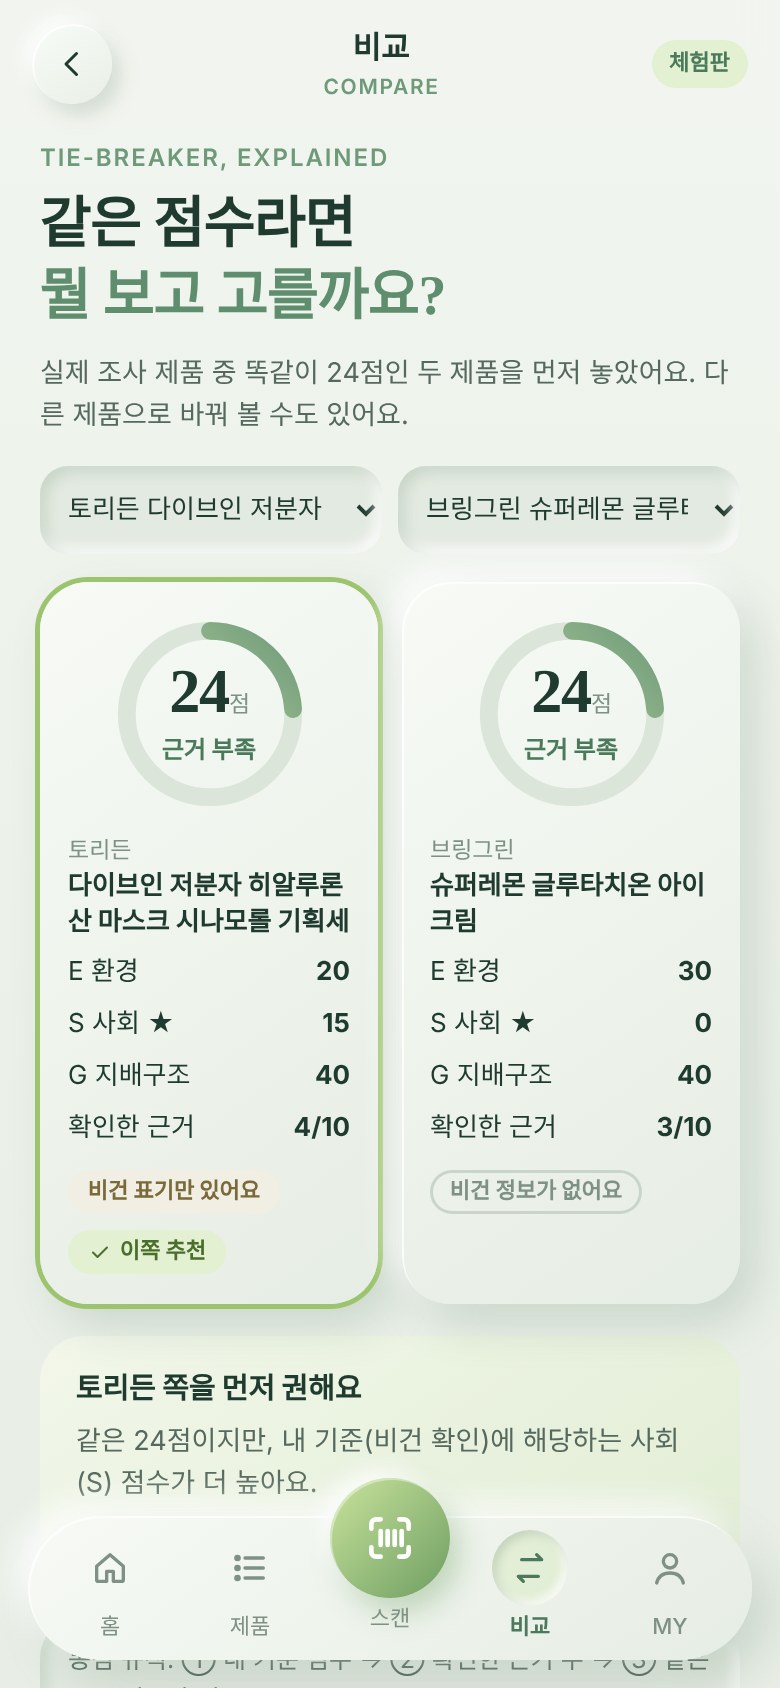 비교
COMPARE
체험판
TIE-BREAKER, EXPLAINED
같은 점수라면
뭘 보고 고를까요?
실제 조사 제품 중 똑같이 24점인 두 제품을 먼저 놓았어요. 다
른 제품으로 바꿔 볼 수도 있어요.
토리든 다이브인 저분자
브링그린 슈퍼레몬 글루
24점
근거 부족
토리든
다이브인 저분자 히알루론
산 마스크 시나모롤 기획세
E 환경 20
S 사회 ★ 15
G 지배구조 40
확인한 근거 4/10
비건 표기만 있어요
✓ 이쪽 추천
24점
근거 부족
브링그린
슈퍼레몬 글루타치온 아이
크림
E 환경 30
S 사회 ★ 0
G 지배구조 40
확인한 근거 3/10
비건 정보가 없어요
토리든 쪽을 먼저 권해요
같은 24점이지만, 내 기준(비건 확인)에 해당하는 사회
(S) 점수가 더 높아요.
홈
제품
스캔
비교
MY